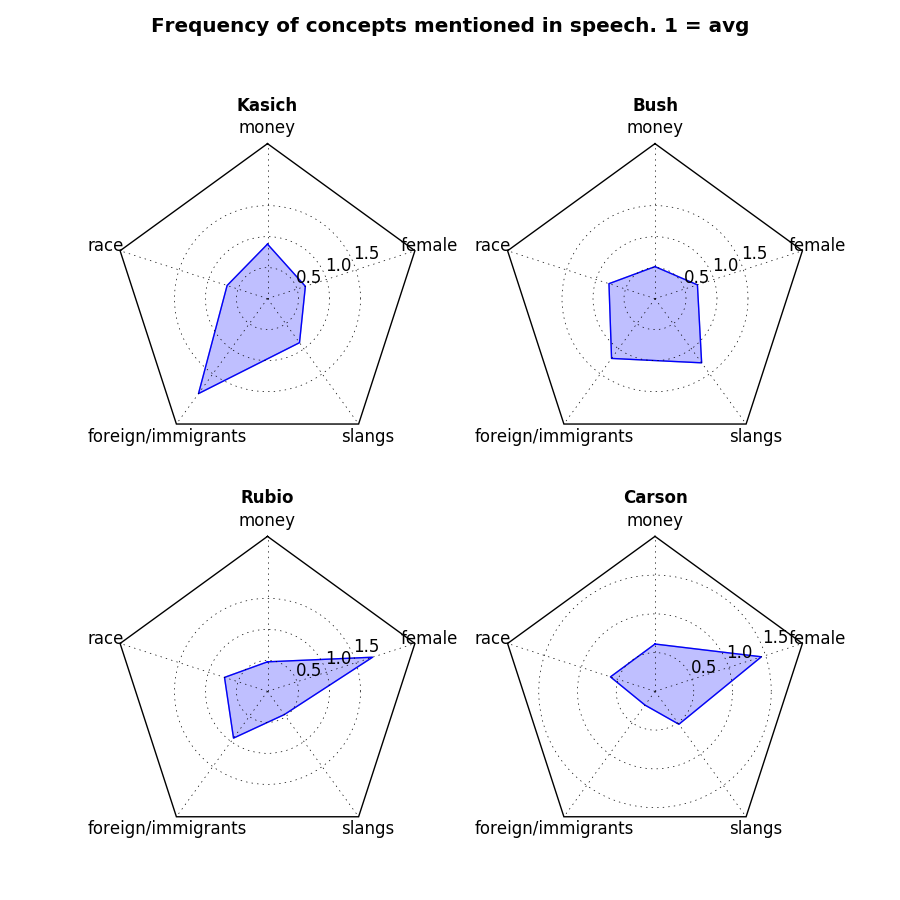 Frequency of concepts mentioned in speech. 1 = avg
Kasich
money
race
female
0.5
1.0
1.5
foreign/immigrants
slangs
Bush
money
race
female
0.5
1.0
1.5
foreign/immigrants
slangs
Rubio
money
race
female
0.5
1.0
1.5
foreign/immigrants
slangs
Carson
money
race
female
0.5
1.0
1.5
foreign/immigrants
slangs